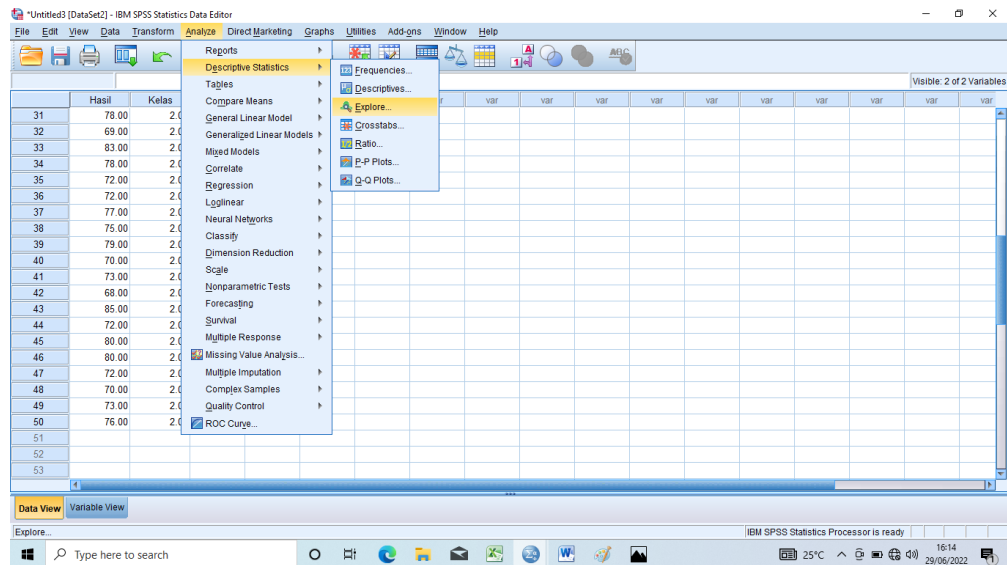 *Untitled3 [DataSet2] - IBM SPSS Statistics Data Editor
File Edit View Data Transform Analyze Direct Marketing Graphs Utilities Add-ons Window Help
Visible: 2 of 2 Variables
Reports
Descriptive Statistics
Tables
Compare Means
General Linear Model
Generalized Linear Models
Mixed Models
Correlate
Regression
Loglinear
Neural Networks
Classify
Dimension Reduction
Scale
Nonparametric Tests
Forecasting
Survival
Multiple Response
Missing Value Analysis...
Multiple Imputation
Complex Samples
Quality Control
ROC Curve...
Frequencies...
Descriptives...
Explore...
Crosstabs...
Ratio...
P-P Plots...
Q-Q Plots...
Hasil Kelas var var var var var var var var var
31 78.00 2.0
32 69.00 2.0
33 83.00 2.0
34 78.00 2.0
35 72.00 2.0
36 72.00 2.0
37 77.00 2.0
38 75.00 2.0
39 79.00 2.0
40 70.00 2.0
41 73.00 2.0
42 68.00 2.0
43 85.00 2.0
44 72.00 2.0
45 80.00 2.0
46 80.00 2.0
47 72.00 2.0
48 70.00 2.0
49 73.00 2.0
50 76.00 2.0
51
52
53
Data View Variable View
Explore... IBM SPSS Statistics Processor is ready
Type here to search 25°C 16:14
29/06/2022